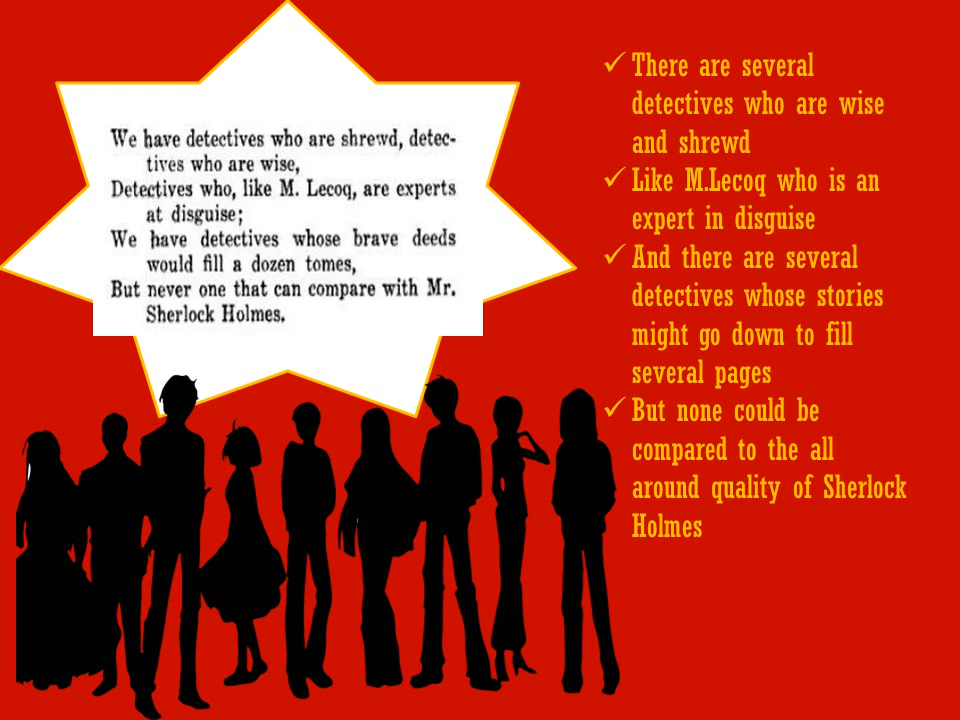 We have detectives who are shrewd, detec-
tives who are wise,
Detectives who, like M. Lecoq, are experts
at disguise;
We have detectives whose brave deeds
would fill a dozen tomes,
But never one that can compare with Mr.
Sherlock Holmes.
✓ There are several
detectives who are wise
and shrewd
✓ Like M.Lecoq who is an
expert in disguise
✓ And there are several
detectives whose stories
might go down to fill
several pages
✓ But none could be
compared to the all
around quality of Sherlock
Holmes